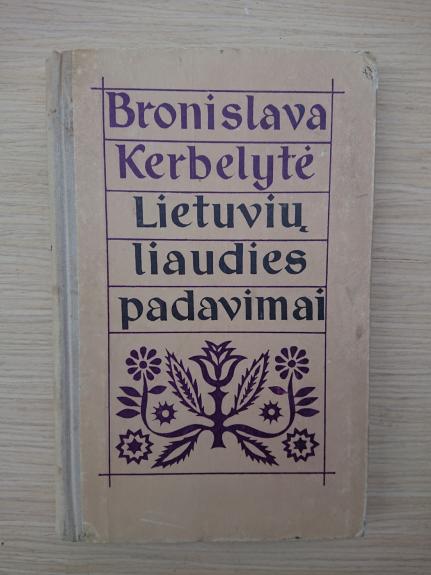 Bronislava
Kerbelytė
Lietuvių
liaudies
padavimai